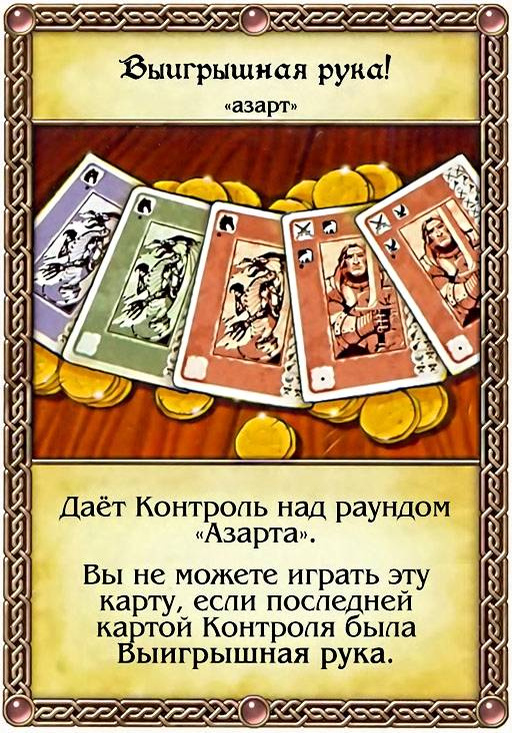 Выигрышная рука!
«азарт»
Даёт Контроль над раундом
«Азарта».
Вы не можете играть эту
карту, если последней
картой Контроля была
Выигрышная рука.